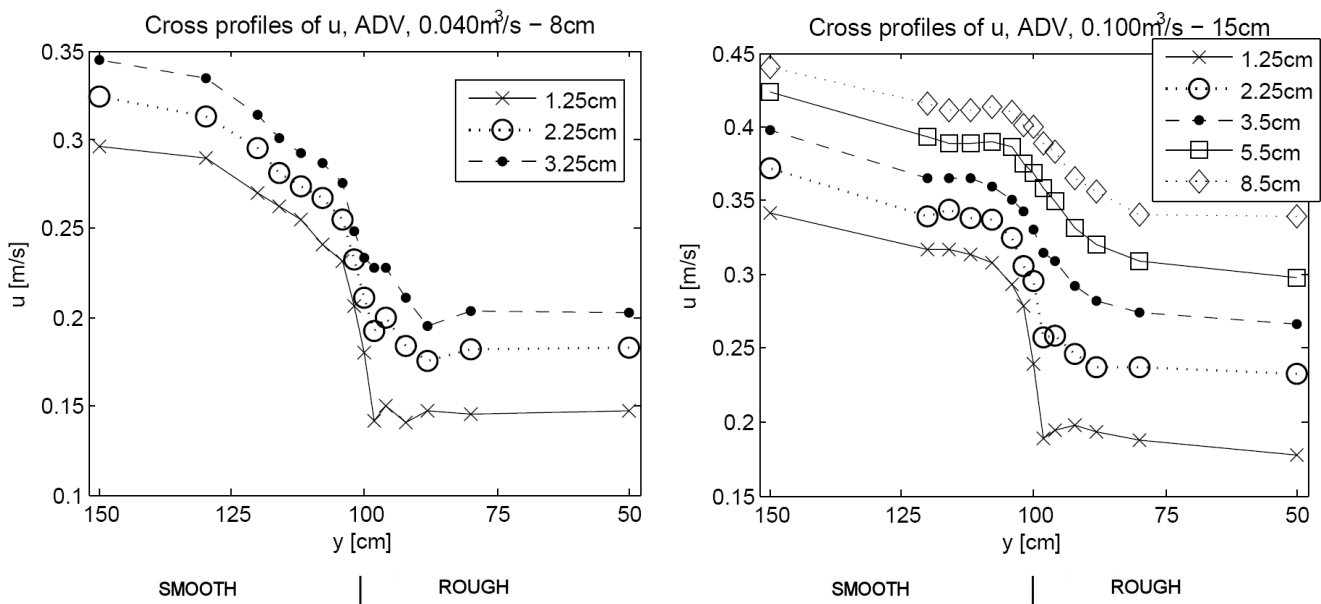 Cross profiles of u, ADV, 0.040m³/s − 8cm
0.35
0.3
0.25
0.2
0.15
0.1
u [m/s]
1.25cm
2.25cm
3.25cm
150
125
100
75
50
y [cm]
SMOOTH
ROUGH
Cross profiles of u, ADV, 0.100m³/s − 15cm
0.45
0.4
0.35
0.3
0.25
0.2
0.15
u [m/s]
1.25cm
2.25cm
3.5cm
5.5cm
8.5cm
150
125
100
75
50
y [cm]
SMOOTH
ROUGH